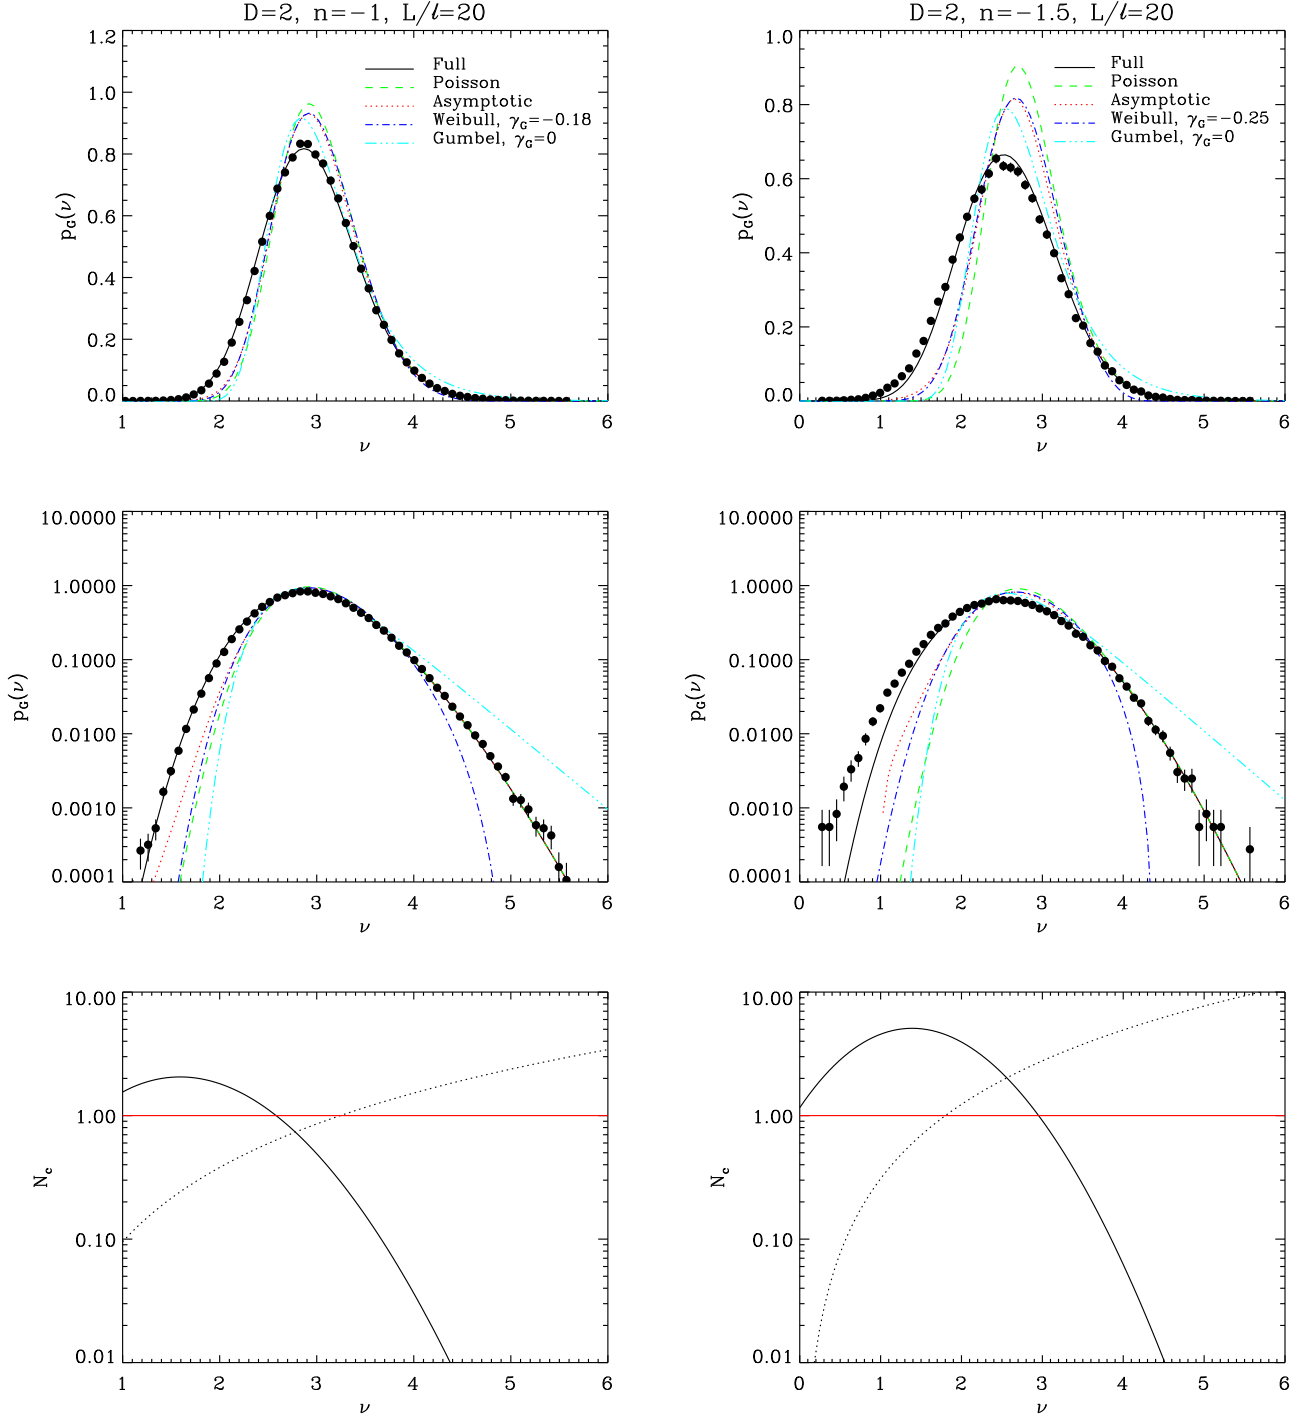 D=2, n=−1, L/ℓ=20
1.2
1.0
0.8
0.6
0.4
0.2
0.0
p_G(ν)
Full
Poisson
Asymptotic
Weibull, γ_G=−0.18
Gumbel, γ_G=0
1 2 3 4 5 6
ν
D=2, n=−1.5, L/ℓ=20
1.0
0.8
0.6
0.4
0.2
0.0
p_G(ν)
Full
Poisson
Asymptotic
Weibull, γ_G=−0.25
Gumbel, γ_G=0
0 1 2 3 4 5 6
ν
10.0000
1.0000
0.1000
0.0100
0.0010
0.0001
p_G(ν)
1 2 3 4 5 6
ν
10.0000
1.0000
0.1000
0.0100
0.0010
0.0001
p_G(ν)
0 1 2 3 4 5 6
ν
10.00
1.00
0.10
0.01
N_c
1 2 3 4 5 6
ν
10.00
1.00
0.10
0.01
N_c
0 1 2 3 4 5 6
ν